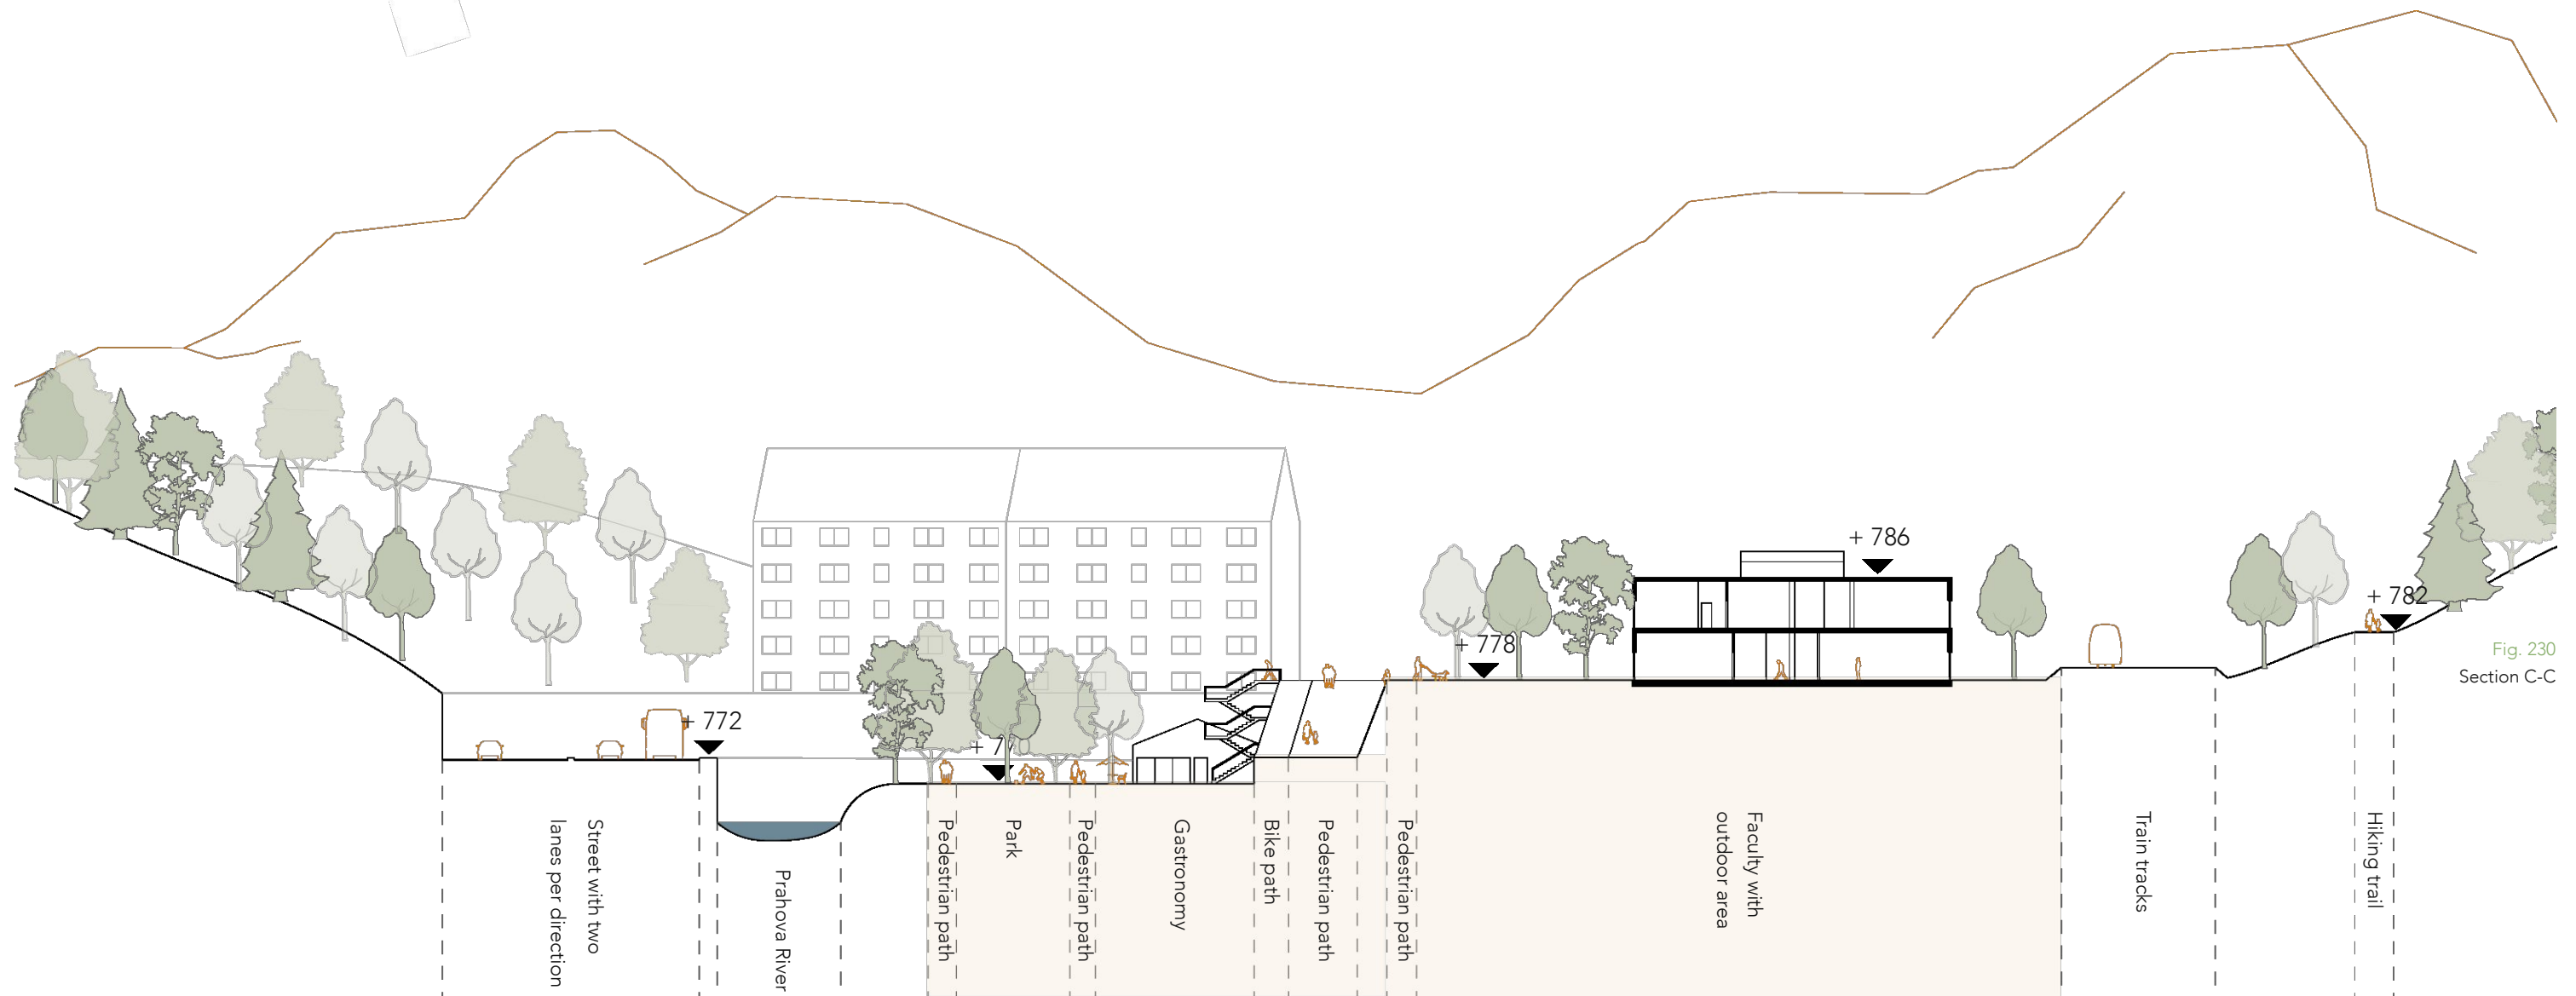 + 786
+ 782
+ 778
Fig. 230
Section C-C
+ 772
Street with two
lanes per direction
Prahova River
Pedestrian path
Park
Pedestrian path
Gastronomy
Bike path
Pedestrian path
Pedestrian path
Faculty with
outdoor area
Train tracks
Hiking trail